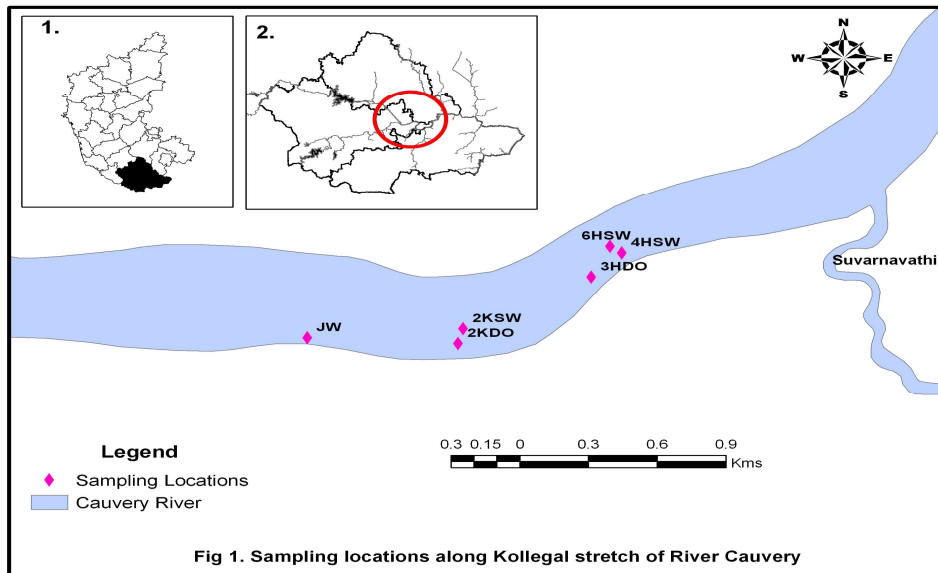 1.
2.
N
W E
S
6HSW
4HSW
3HDO
Suvarnavathi
2KSW
2KDO
JW
Legend
Sampling Locations
Cauvery River
0.3 0.15 0 0.3 0.6 0.9
Kms
Fig 1. Sampling locations along Kollegal stretch of River Cauvery